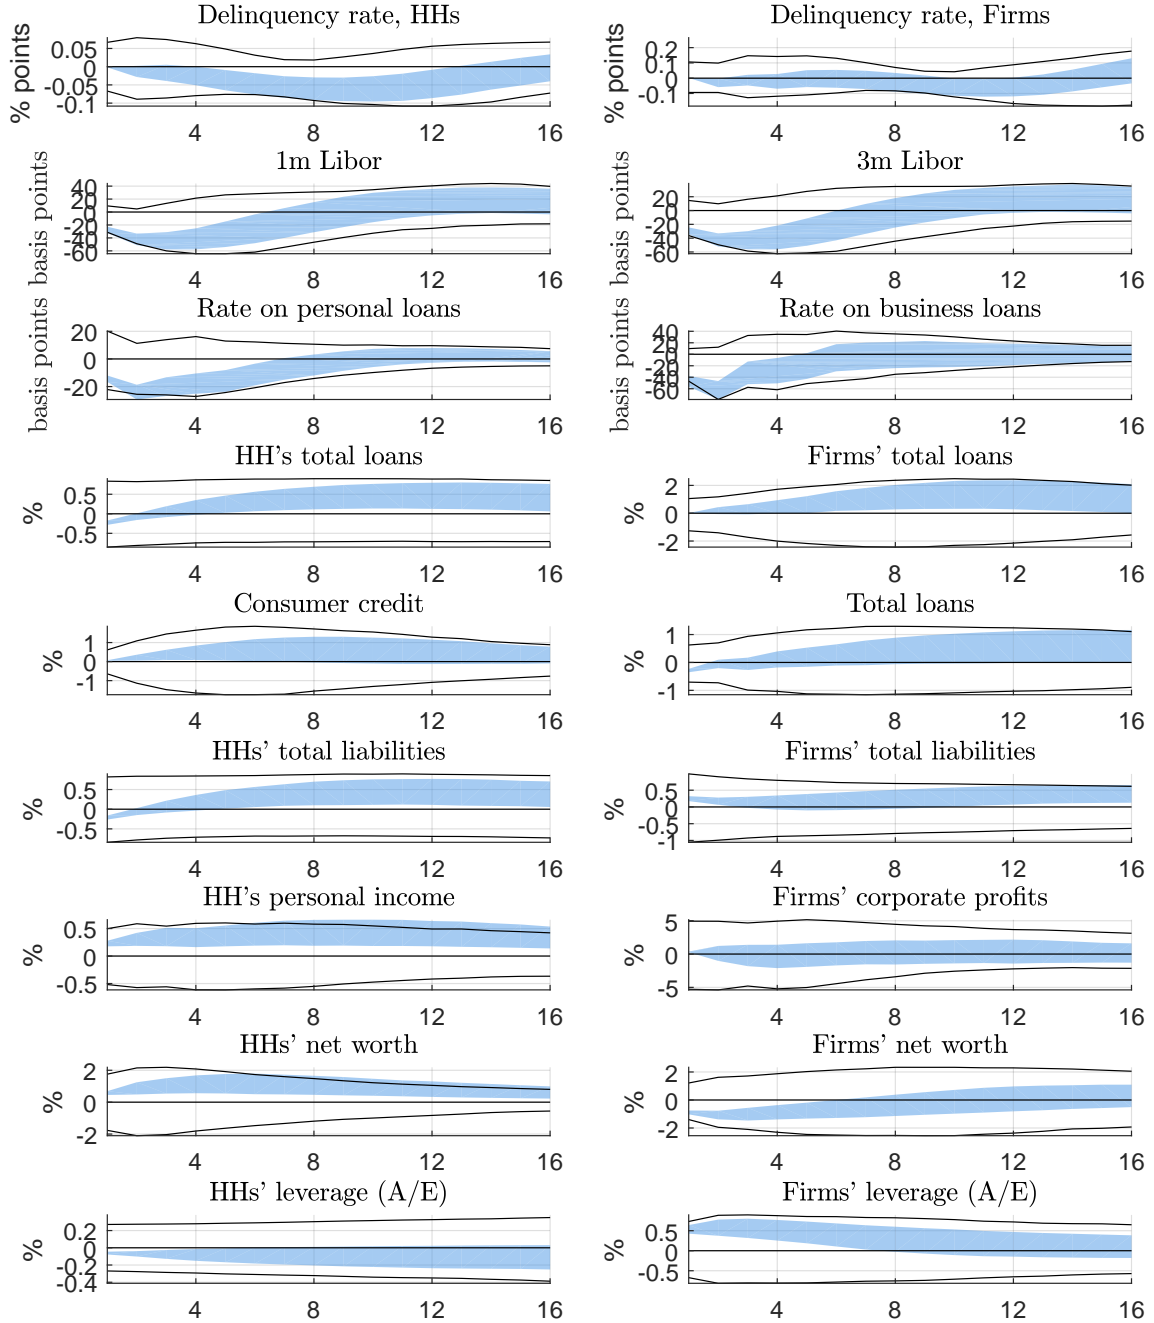 Delinquency rate, HHs
% points
0.05
0
-0.05
-0.1
4 8 12 16
Delinquency rate, Firms
% points
0.2
0.1
0
-0.1
4 8 12 16
1m Libor
basis points
40
20
0
-20
-40
-60
4 8 12 16
3m Libor
basis points
20
0
-20
-40
-60
4 8 12 16
Rate on personal loans
basis points
20
0
-20
4 8 12 16
Rate on business loans
basis points
40
20
0
-20
-40
-60
4 8 12 16
HH's total loans
%
0.5
0
-0.5
4 8 12 16
Firms' total loans
%
2
0
-2
4 8 12 16
Consumer credit
%
1
0
-1
4 8 12 16
Total loans
%
1
0
-1
4 8 12 16
HHs' total liabilities
%
0.5
0
-0.5
4 8 12 16
Firms' total liabilities
%
0.5
0
-0.5
-1
4 8 12 16
HH's personal income
%
0.5
0
-0.5
4 8 12 16
Firms' corporate profits
%
5
0
-5
4 8 12 16
HHs' net worth
%
2
0
-2
4 8 12 16
Firms' net worth
%
2
0
-2
4 8 12 16
HHs' leverage (A/E)
%
0.2
0
-0.2
-0.4
4 8 12 16
Firms' leverage (A/E)
%
0.5
0
-0.5
4 8 12 16